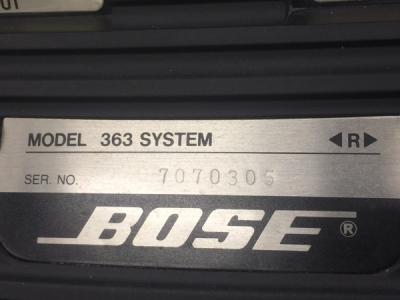 MODEL 363 SYSTEM ◀R▶
SER. NO. 7070305
BOSE®